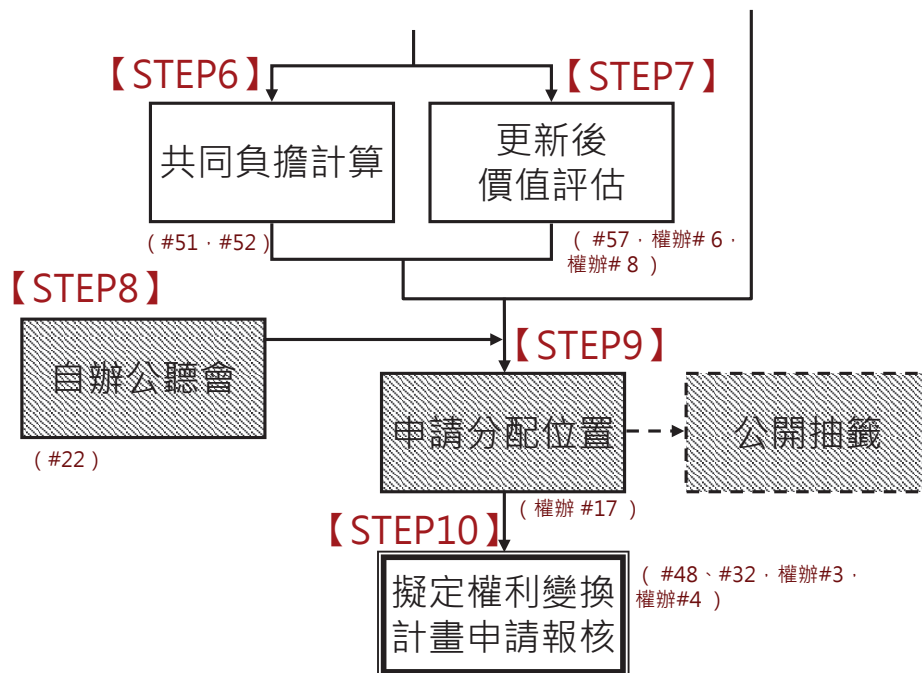 【STEP6】
【STEP7】
共同負擔計算
更新後
價值評估
（#51，#52）
（ #57，權辦# 6，
權辦# 8 ）
【STEP8】
【STEP9】
自辦公聽會
申請分配位置
公開抽籤
（#22）
（ 權辦 #17 ）
【STEP10】
擬定權利變換
計畫申請報核
（ #48、#32，權辦#3，
權辦#4 ）